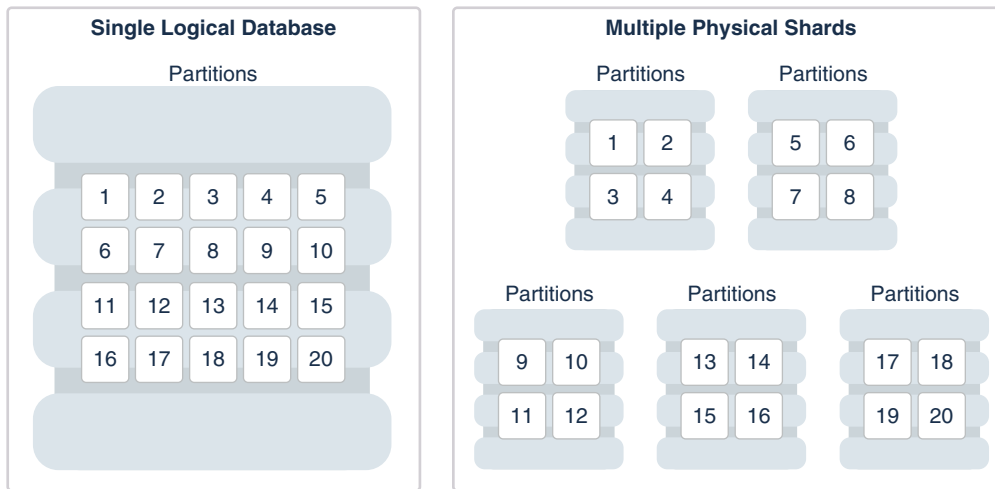 Single Logical Database
Partitions
1 2 3 4 5
6 7 8 9 10
11 12 13 14 15
16 17 18 19 20
Multiple Physical Shards
Partitions
1 2
3 4
Partitions
5 6
7 8
Partitions
9 10
11 12
Partitions
13 14
15 16
Partitions
17 18
19 20